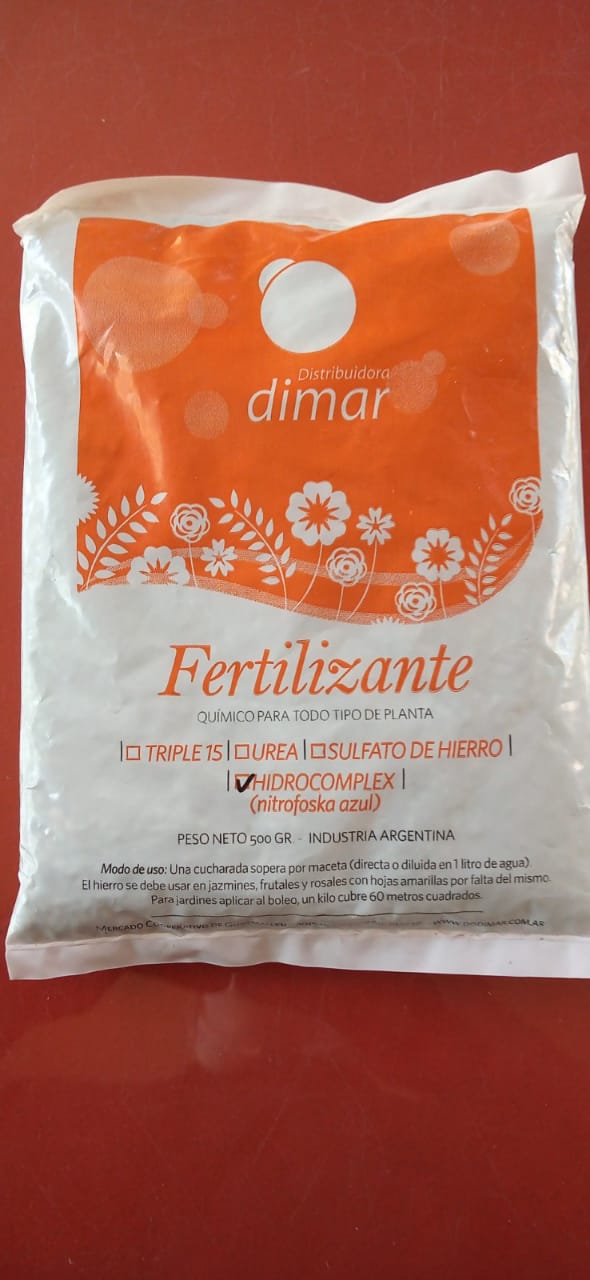 Distribuidora
dimar
Fertilizante
QUÍMICO PARA TODO TIPO DE PLANTA
|☐ TRIPLE 15|☐UREA|☐SULFATO DE HIERRO|
|☑HIDROCOMPLEX|
(nitrofoska azul)
PESO NETO 500 GR. - INDUSTRIA ARGENTINA
Modo de uso: Una cucharada sopera por maceta (directa o diluida en 1 litro de agua).
El hierro se debe usar en jazmines, frutales y rosales con hojas amarillas por falta del mismo.
Para jardines aplicar al boleo, un kilo cubre 60 metros cuadrados.
MERCADO COOPERATIVO DE